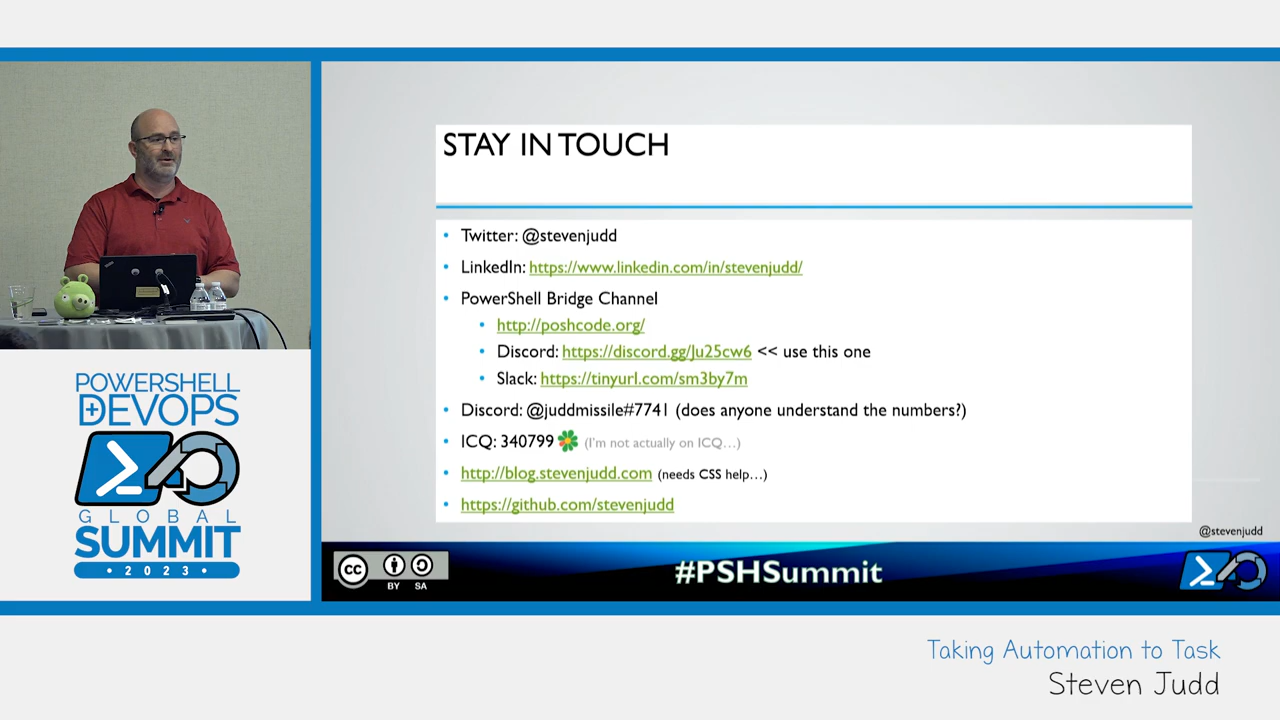 STAY IN TOUCH
Twitter: @stevenjudd
LinkedIn: https://www.linkedin.com/in/stevenjudd/
PowerShell Bridge Channel
http://poshcode.org/
Discord: https://discord.gg/Ju25cw6 << use this one
Slack: https://tinyurl.com/sm3by7m
Discord: @juddmissile#7741 (does anyone understand the numbers?)
ICQ: 340799 (I'm not actually on ICQ…)
http://blog.stevenjudd.com (needs CSS help…)
https://github.com/stevenjudd
@stevenjudd
cc BY SA
#PSHSummit
POWERSHELL
+DEVOPS
GLOBAL
SUMMIT
• 2023 •
Taking Automation to Task
Steven Judd